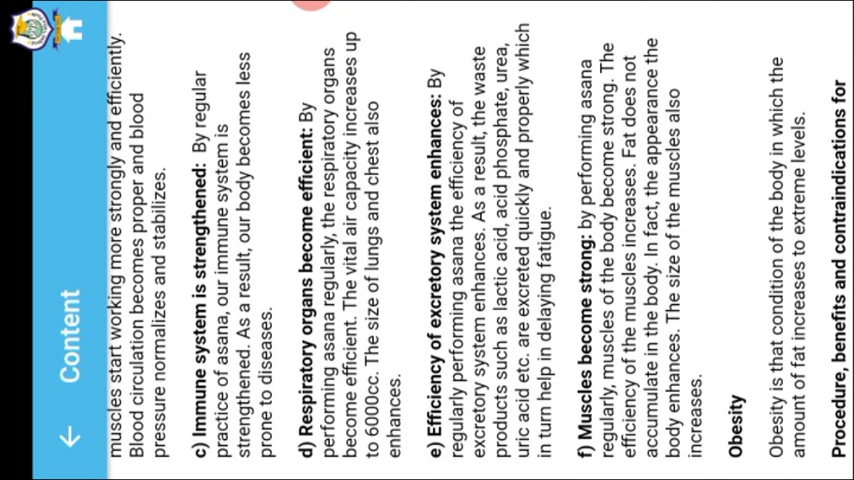 Content
muscles start working more strongly and efficiently.
Blood circulation becomes proper and blood
pressure normalizes and stabilizes.
c) Immune system is strengthened: By regular
practice of asana, our immune system is
strengthened. As a result, our body becomes less
prone to diseases.
d) Respiratory organs become efficient: By
performing asana regularly, the respiratory organs
become efficient. The vital air capacity increases up
to 6000cc. The size of lungs and chest also
enhances.
e) Efficiency of excretory system enhances: By
regularly performing asana the efficiency of
excretory system enhances. As a result, the waste
products such as lactic acid, acid phosphate, urea,
uric acid etc. are excreted quickly and properly which
in turn help in delaying fatigue.
f) Muscles become strong: by performing asana
regularly, muscles of the body become strong. The
efficiency of the muscles increases. Fat does not
accumulate in the body. In fact, the appearance the
body enhances. The size of the muscles also
increases.
Obesity
Obesity is that condition of the body in which the
amount of fat increases to extreme levels.
Procedure, benefits and contraindications for